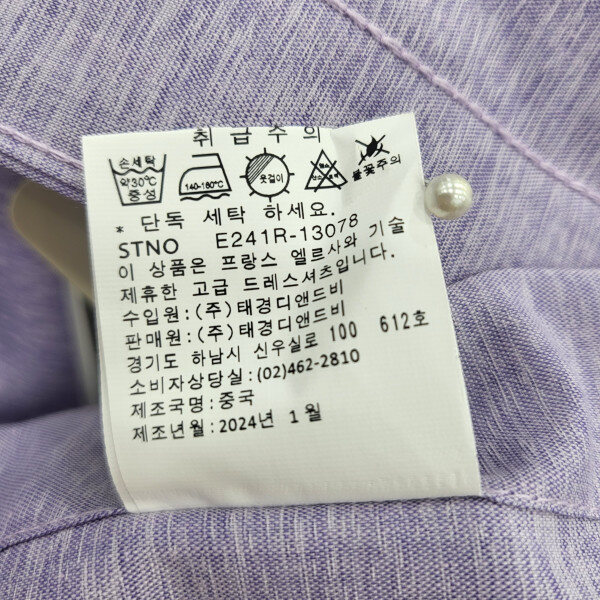 취급주의
손세탁
약30℃
중성
140-160℃
옷걸이
불꽃주의
* 단독 세탁 하세요.
STNO E241R-13078
이 상품은 프랑스 엘르사와 기술
제휴한 고급 드레스셔츠입니다.
수입원:(주)태경디앤드비
판매원:(주)태경디앤드비
경기도 하남시 신우실로 100 612호
소비자상당실:(02)462-2810
제조국명:중국
제조년월:2024년 1월